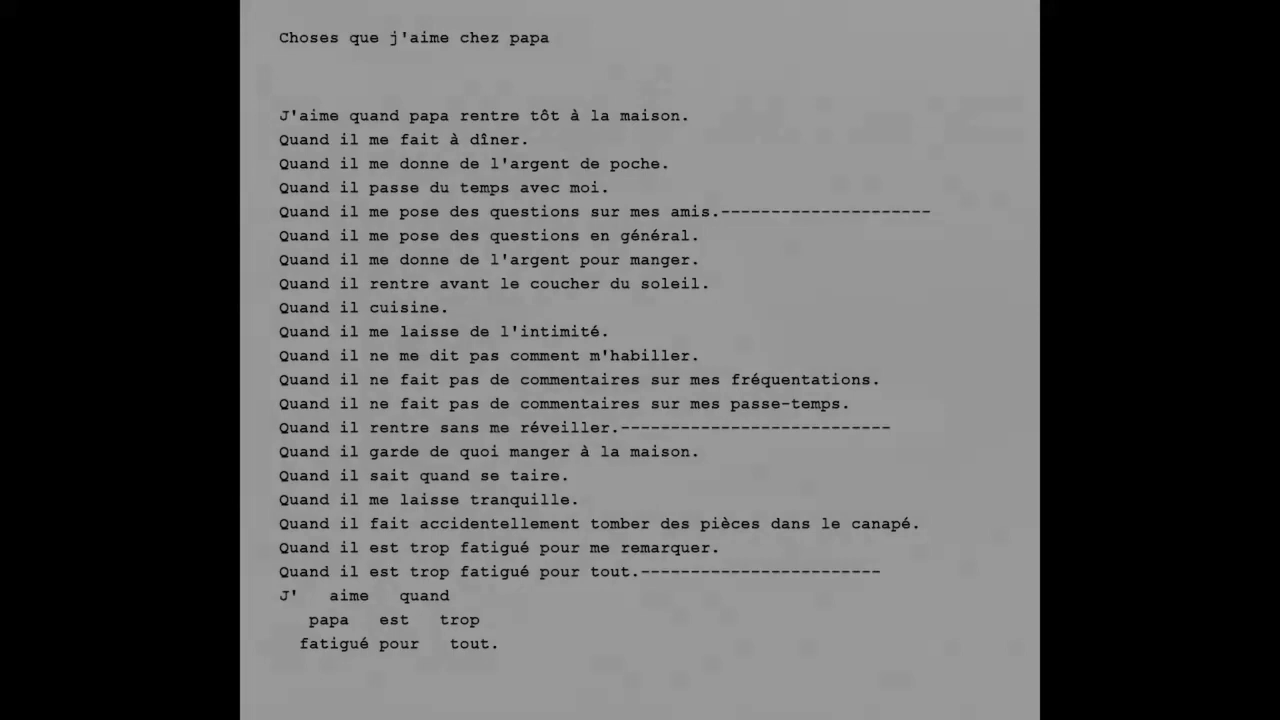 Choses que j'aime chez papa
J'aime quand papa rentre tôt à la maison.
Quand il me fait à dîner.
Quand il me donne de l'argent de poche.
Quand il passe du temps avec moi.
Quand il me pose des questions sur mes amis.---------------------
Quand il me pose des questions en général.
Quand il me donne de l'argent pour manger.
Quand il rentre avant le coucher du soleil.
Quand il cuisine.
Quand il me laisse de l'intimité.
Quand il ne me dit pas comment m'habiller.
Quand il ne fait pas de commentaires sur mes fréquentations.
Quand il ne fait pas de commentaires sur mes passe-temps.
Quand il rentre sans me réveiller.---------------------------
Quand il garde de quoi manger à la maison.
Quand il sait quand se taire.
Quand il me laisse tranquille.
Quand il fait accidentellement tomber des pièces dans le canapé.
Quand il est trop fatigué pour me remarquer.
Quand il est trop fatigué pour tout.------------------------
J'   aime   quand
papa   est   trop
fatigué pour   tout.